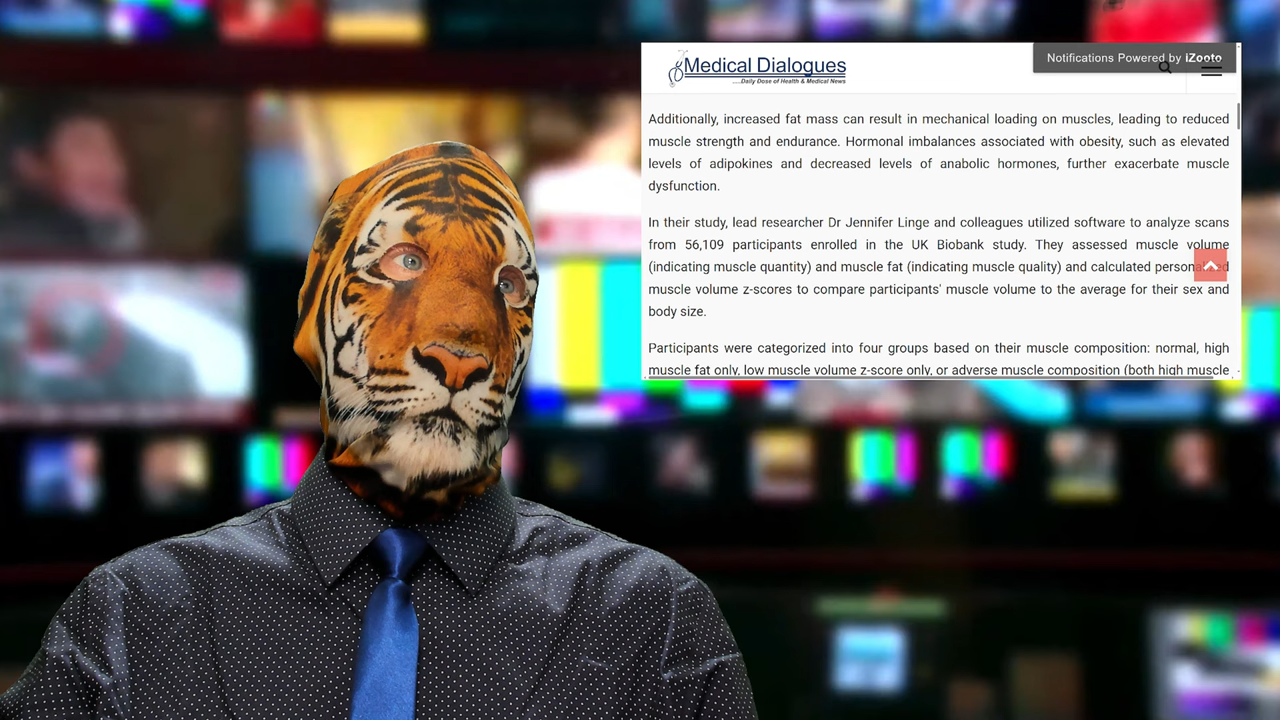 Medical Dialogues
....Daily Dose of Health & Medical News
Notifications Powered by iZooto
Additionally, increased fat mass can result in mechanical loading on muscles, leading to reduced
muscle strength and endurance. Hormonal imbalances associated with obesity, such as elevated
levels of adipokines and decreased levels of anabolic hormones, further exacerbate muscle
dysfunction.
In their study, lead researcher Dr Jennifer Linge and colleagues utilized software to analyze scans
from 56,109 participants enrolled in the UK Biobank study. They assessed muscle volume
(indicating muscle quantity) and muscle fat (indicating muscle quality) and calculated personalized
muscle volume z-scores to compare participants' muscle volume to the average for their sex and
body size.
Participants were categorized into four groups based on their muscle composition: normal, high
muscle fat only, low muscle volume z-score only, or adverse muscle composition (both high muscle